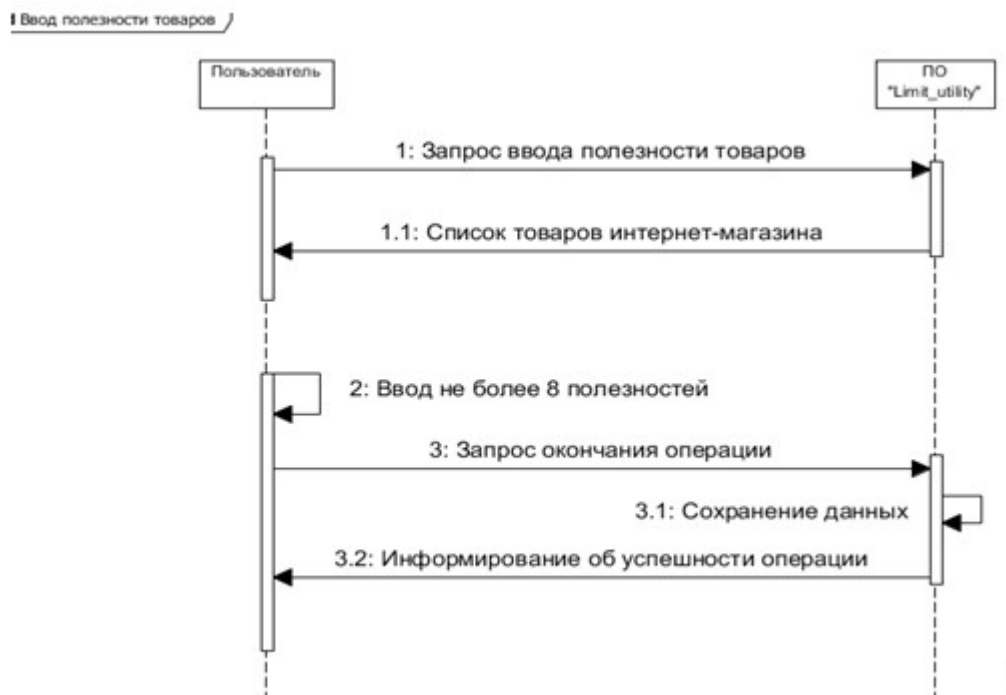 Ввод полезности товаров
Пользователь
ПО
"Limit_utility"
1: Запрос ввода полезности товаров
1.1: Список товаров интернет-магазина
2: Ввод не более 8 полезностей
3: Запрос окончания операции
3.1: Сохранение данных
3.2: Информирование об успешности операции